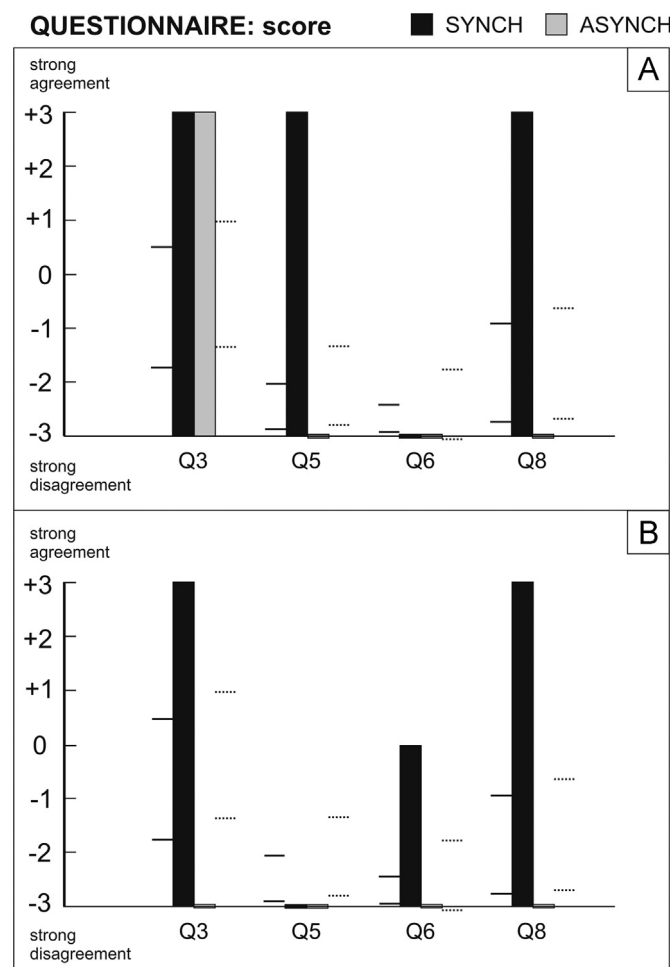 QUESTIONNAIRE: score SYNCH ASYNCH
A
strong
agreement
+3
+2
+1
0
-1
-2
-3
strong
disagreement
Q3 Q5 Q6 Q8
B
strong
agreement
+3
+2
+1
0
-1
-2
-3
strong
disagreement
Q3 Q5 Q6 Q8